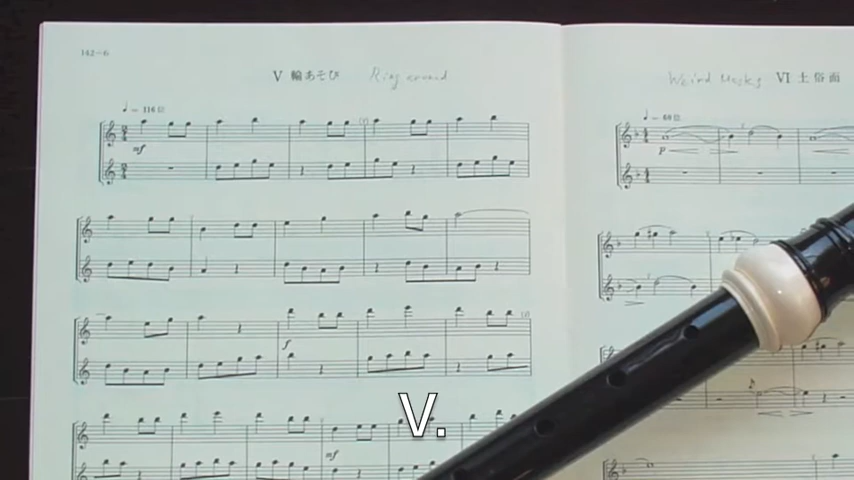 142-6
V 輪あそび Ring around
♩= 116位
mf
f
mf
Weird Masks VI 土俗面
♩= 48位
p
V.